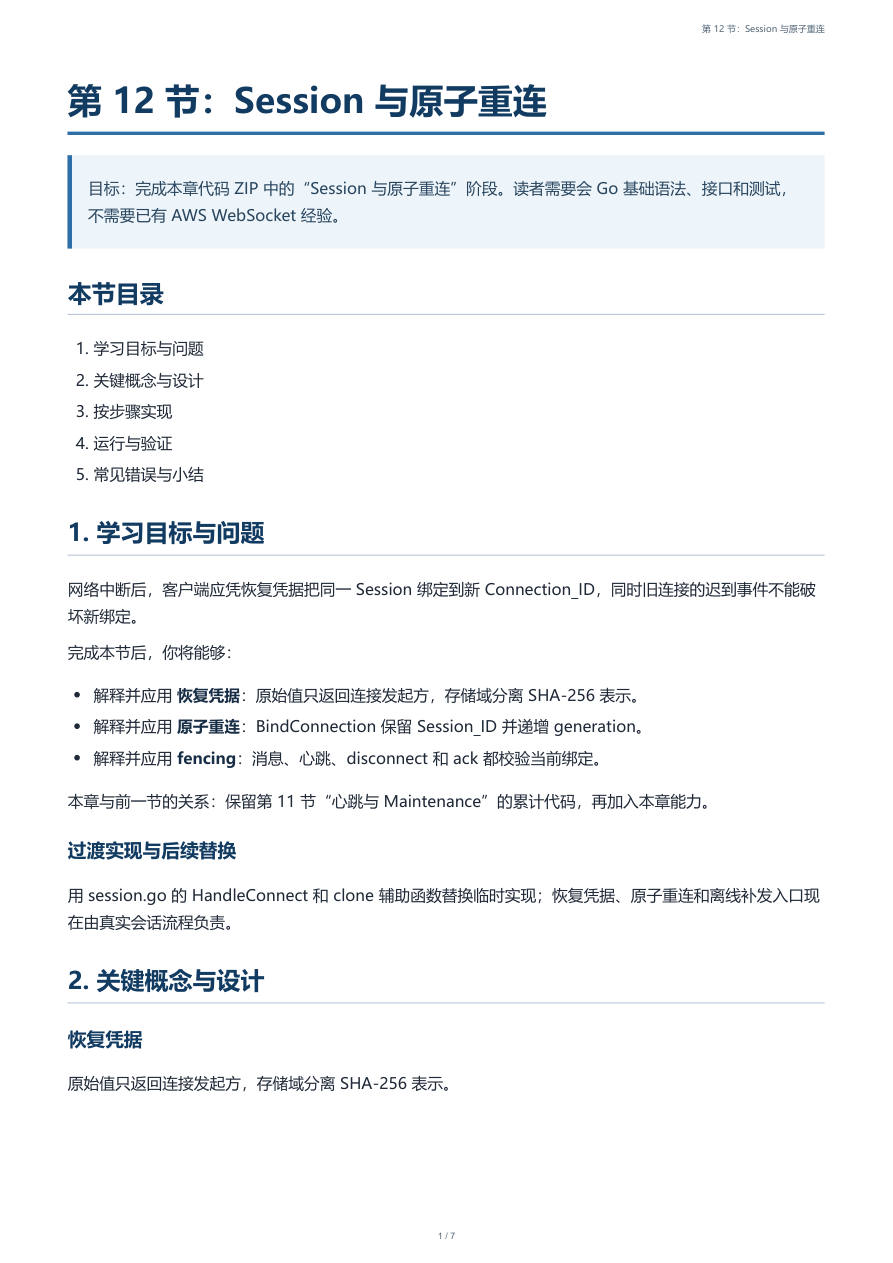 第 12 节：Session 与原子重连
第 12 节：Session 与原子重连
目标：完成本章代码 ZIP 中的“Session 与原子重连”阶段。读者需要会 Go 基础语法、接口和测试，
不需要已有 AWS WebSocket 经验。
本节目录
1. 学习目标与问题
2. 关键概念与设计
3. 按步骤实现
4. 运行与验证
5. 常见错误与小结
1. 学习目标与问题
网络中断后，客户端应凭恢复凭据把同一 Session 绑定到新 Connection_ID，同时旧连接的迟到事件不能破
坏新绑定。
完成本节后，你将能够：
• 解释并应用 恢复凭据：原始值只返回连接发起方，存储域分离 SHA-256 表示。
• 解释并应用 原子重连：BindConnection 保留 Session_ID 并递增 generation。
• 解释并应用 fencing：消息、心跳、disconnect 和 ack 都校验当前绑定。
本章与前一节的关系：保留第 11 节“心跳与 Maintenance”的累计代码，再加入本章能力。
过渡实现与后续替换
用 session.go 的 HandleConnect 和 clone 辅助函数替换临时实现；恢复凭据、原子重连和离线补发入口现
在由真实会话流程负责。
2. 关键概念与设计
恢复凭据
原始值只返回连接发起方，存储域分离 SHA-256 表示。
1 / 7